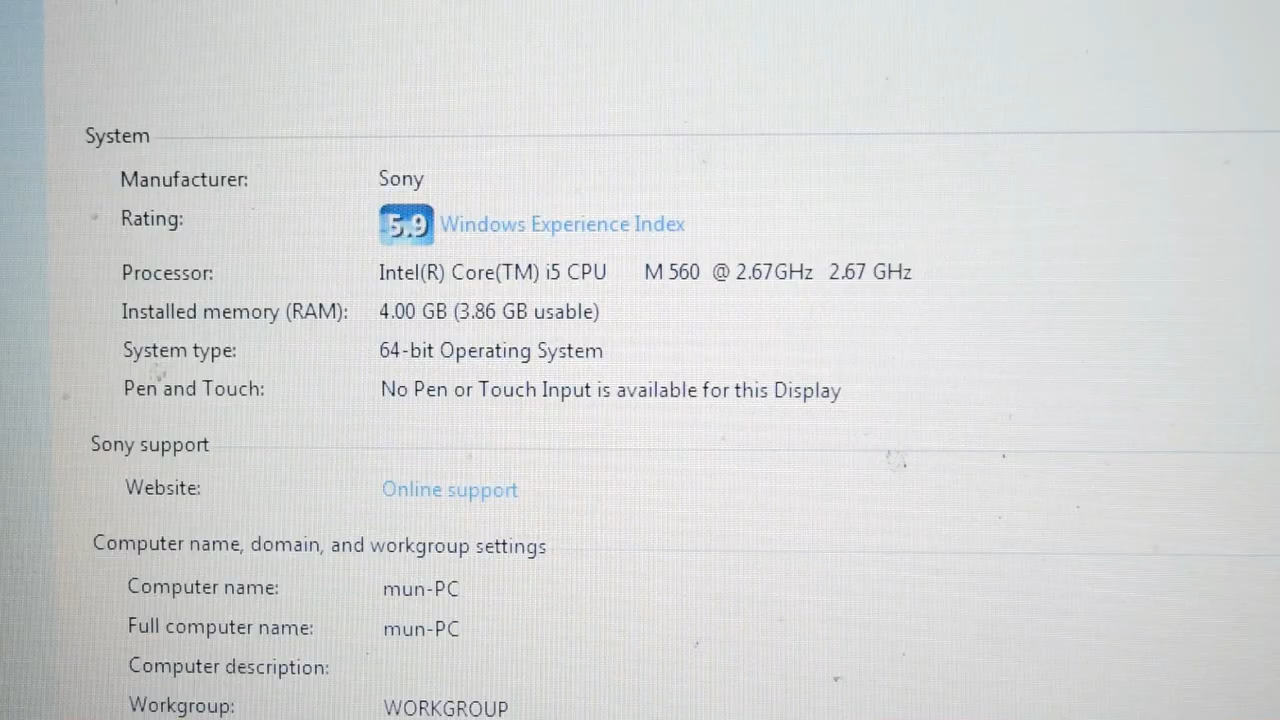 System
Manufacturer: Sony
Rating: 5.9 Windows Experience Index
Processor: Intel(R) Core(TM) i5 CPU M 560 @ 2.67GHz 2.67 GHz
Installed memory (RAM): 4.00 GB (3.86 GB usable)
System type: 64-bit Operating System
Pen and Touch: No Pen or Touch Input is available for this Display
Sony support
Website: Online support
Computer name, domain, and workgroup settings
Computer name: mun-PC
Full computer name: mun-PC
Computer description:
Workgroup: WORKGROUP